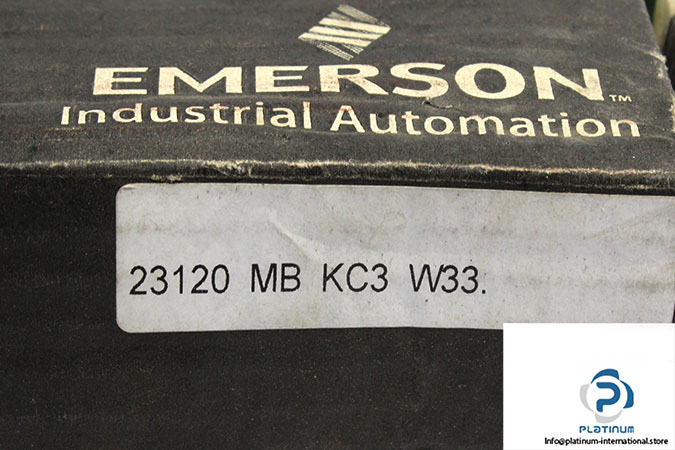 EMERSON™
Industrial Automation
23120 MB KC3 W33.
PLATINUM
Info@platinum-international.store